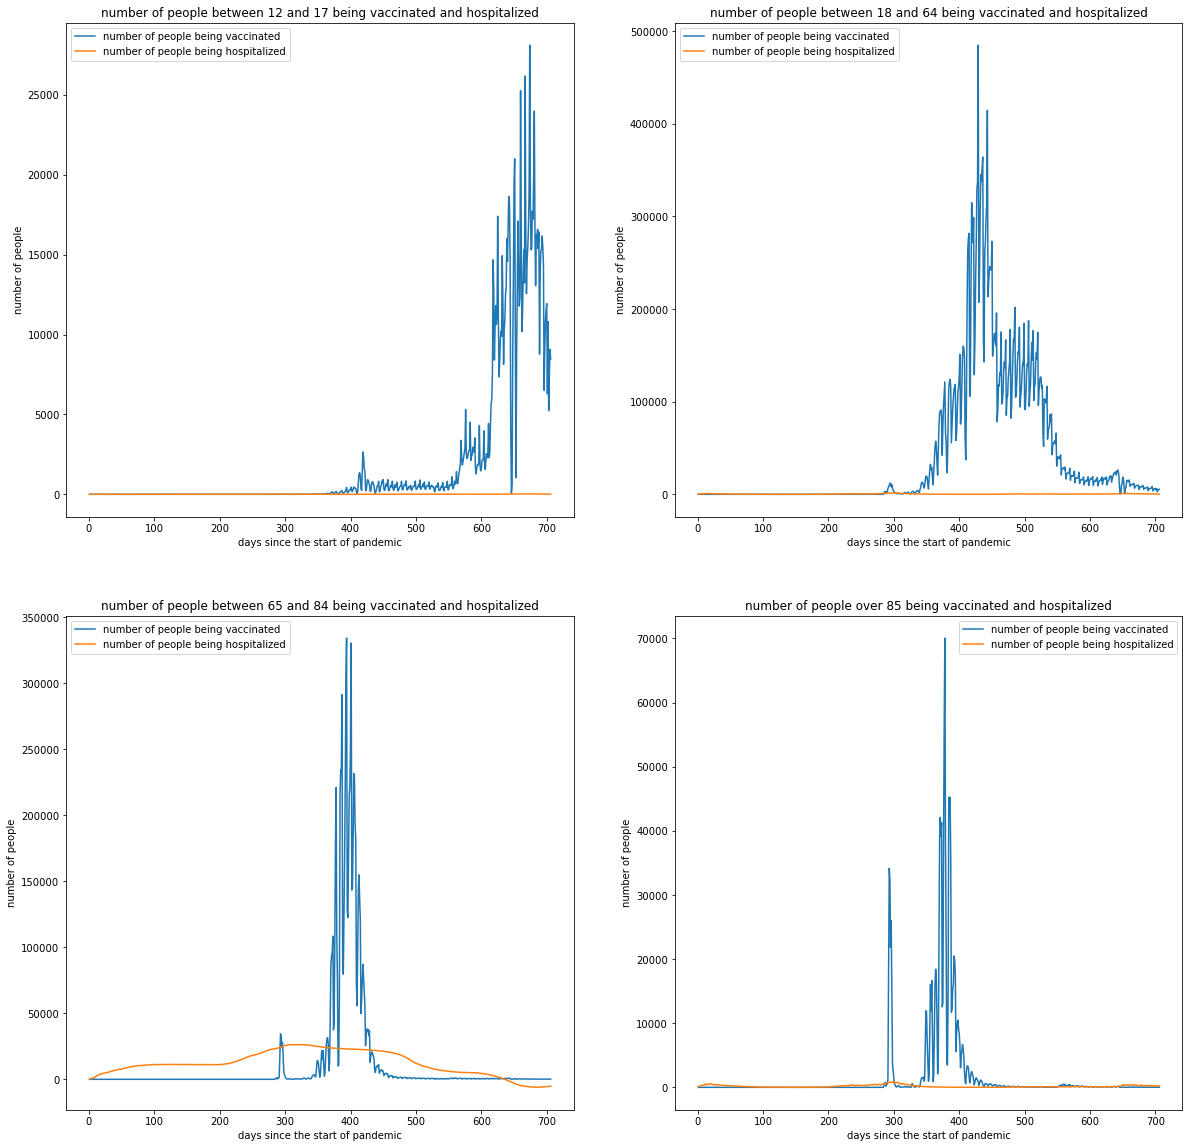 number of people between 12 and 17 being vaccinated and hospitalized
number of people being vaccinated
number of people being hospitalized
25000
20000
15000
10000
5000
0
number of people
0 100 200 300 400 500 600 700
days since the start of pandemic
number of people between 18 and 64 being vaccinated and hospitalized
number of people being vaccinated
number of people being hospitalized
500000
400000
300000
200000
100000
0
number of people
0 100 200 300 400 500 600 700
days since the start of pandemic
number of people between 65 and 84 being vaccinated and hospitalized
number of people being vaccinated
number of people being hospitalized
350000
300000
250000
200000
150000
100000
50000
0
number of people
0 100 200 300 400 500 600 700
days since the start of pandemic
number of people over 85 being vaccinated and hospitalized
number of people being vaccinated
number of people being hospitalized
70000
60000
50000
40000
30000
20000
10000
0
number of people
0 100 200 300 400 500 600 700
days since the start of pandemic